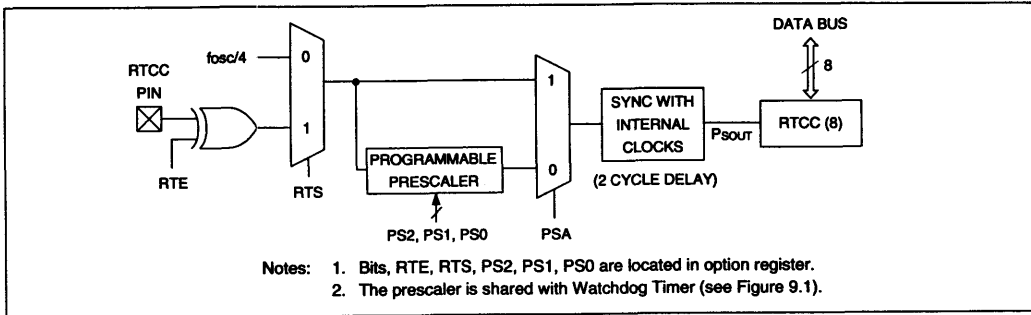 DATA BUS
8
fosc/4
0
RTCC
PIN
1
RTE
RTS
PROGRAMMABLE
PRESCALER
PS2, PS1, PS0
1
0
PSA
SYNC WITH
INTERNAL
CLOCKS
(2 CYCLE DELAY)
PSOUT
RTCC (8)
Notes: 1. Bits, RTE, RTS, PS2, PS1, PS0 are located in option register.
2. The prescaler is shared with Watchdog Timer (see Figure 9.1).